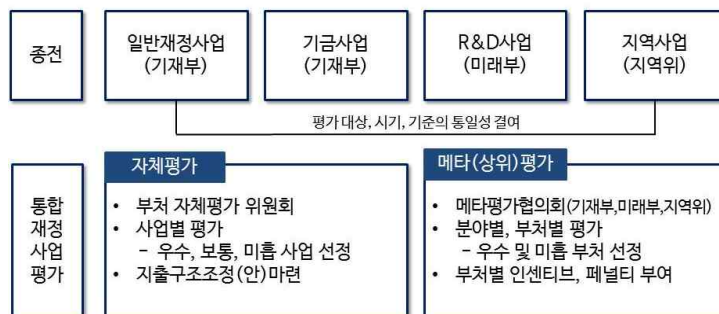 종전
일반재정사업
(기재부)
기금사업
(기재부)
R&D사업
(미래부)
지역사업
(지역위)
평가 대상, 시기, 기준의 통일성 결여
통합
재정
사업
평가
자체평가
• 부처 자체평가 위원회
• 사업별 평가
– 우수, 보통, 미흡 사업 선정
• 지출구조조정(안)마련
메타(상위)평가
• 메타평가협의회(기재부,미래부,지역위)
• 분야별, 부처별 평가
– 우수 및 미흡 부처 선정
• 부처별 인센티브, 페널티 부여